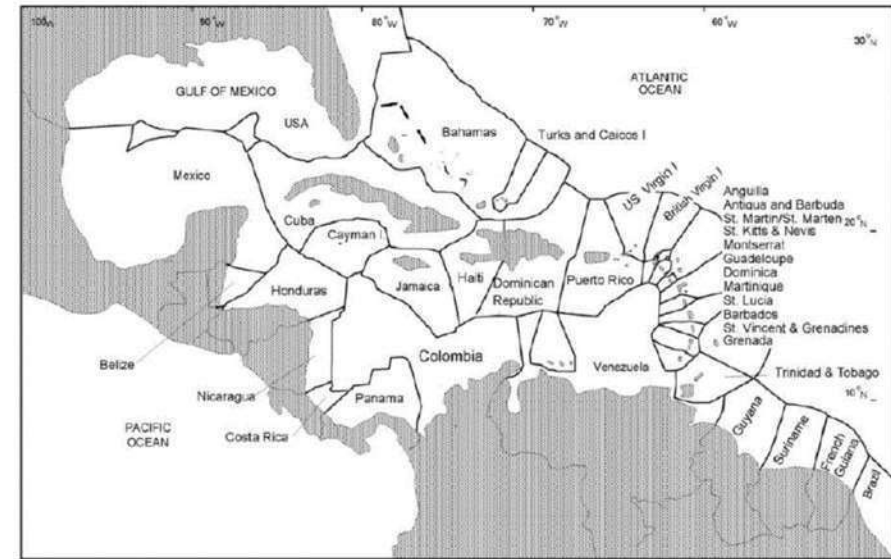 100°W
90°W
80°W
70°W
60°W
30°N
GULF OF MEXICO
ATLANTIC
OCEAN
USA
Bahamas
Turks and Caicos I
Mexico
US. Virgin I
British Virgin I
Anguilla
Antigua and Barbuda
St. Martin/St. Marten
20°N
St. Kitts & Nevis
Montserrat
Guadeloupe
Dominica
Martinique
St. Lucia
Barbados
St. Vincent & Grenadines
Grenada
Cuba
Cayman I.
Honduras
Jamaica
Haiti
Dominican
Republic
Puerto Rico
Belize
Colombia
Venezuela
Trinidad & Tobago
Nicaragua
Panama
10°N
Costa Rica
PACIFIC
OCEAN
Guyana
Suriname
French
Guiana
Brazil